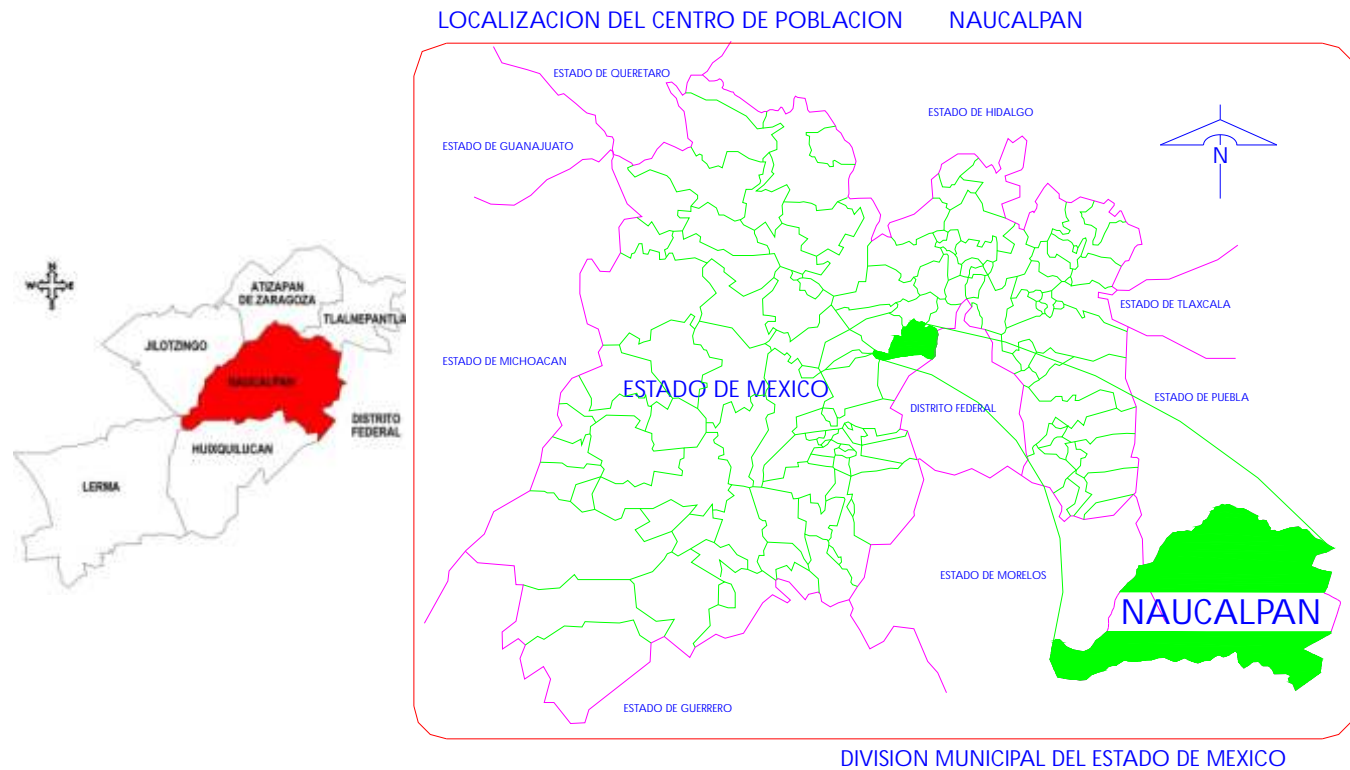 LOCALIZACION DEL CENTRO DE POBLACION NAUCALPAN
ESTADO DE QUERETARO
ESTADO DE HIDALGO
ESTADO DE GUANAJUATO
N
N
W E
S
ATIZAPAN
DE ZARAGOZA
TLALNEPANTLA
JILOTZINGO
NAUCALPAN
DISTRITO
FEDERAL
HUIXQUILUCAN
LERMA
ESTADO DE TLAXCALA
ESTADO DE MICHOACAN
ESTADO DE MEXICO
DISTRITO FEDERAL
ESTADO DE PUEBLA
ESTADO DE MORELOS
NAUCALPAN
ESTADO DE GUERRERO
DIVISION MUNICIPAL DEL ESTADO DE MEXICO